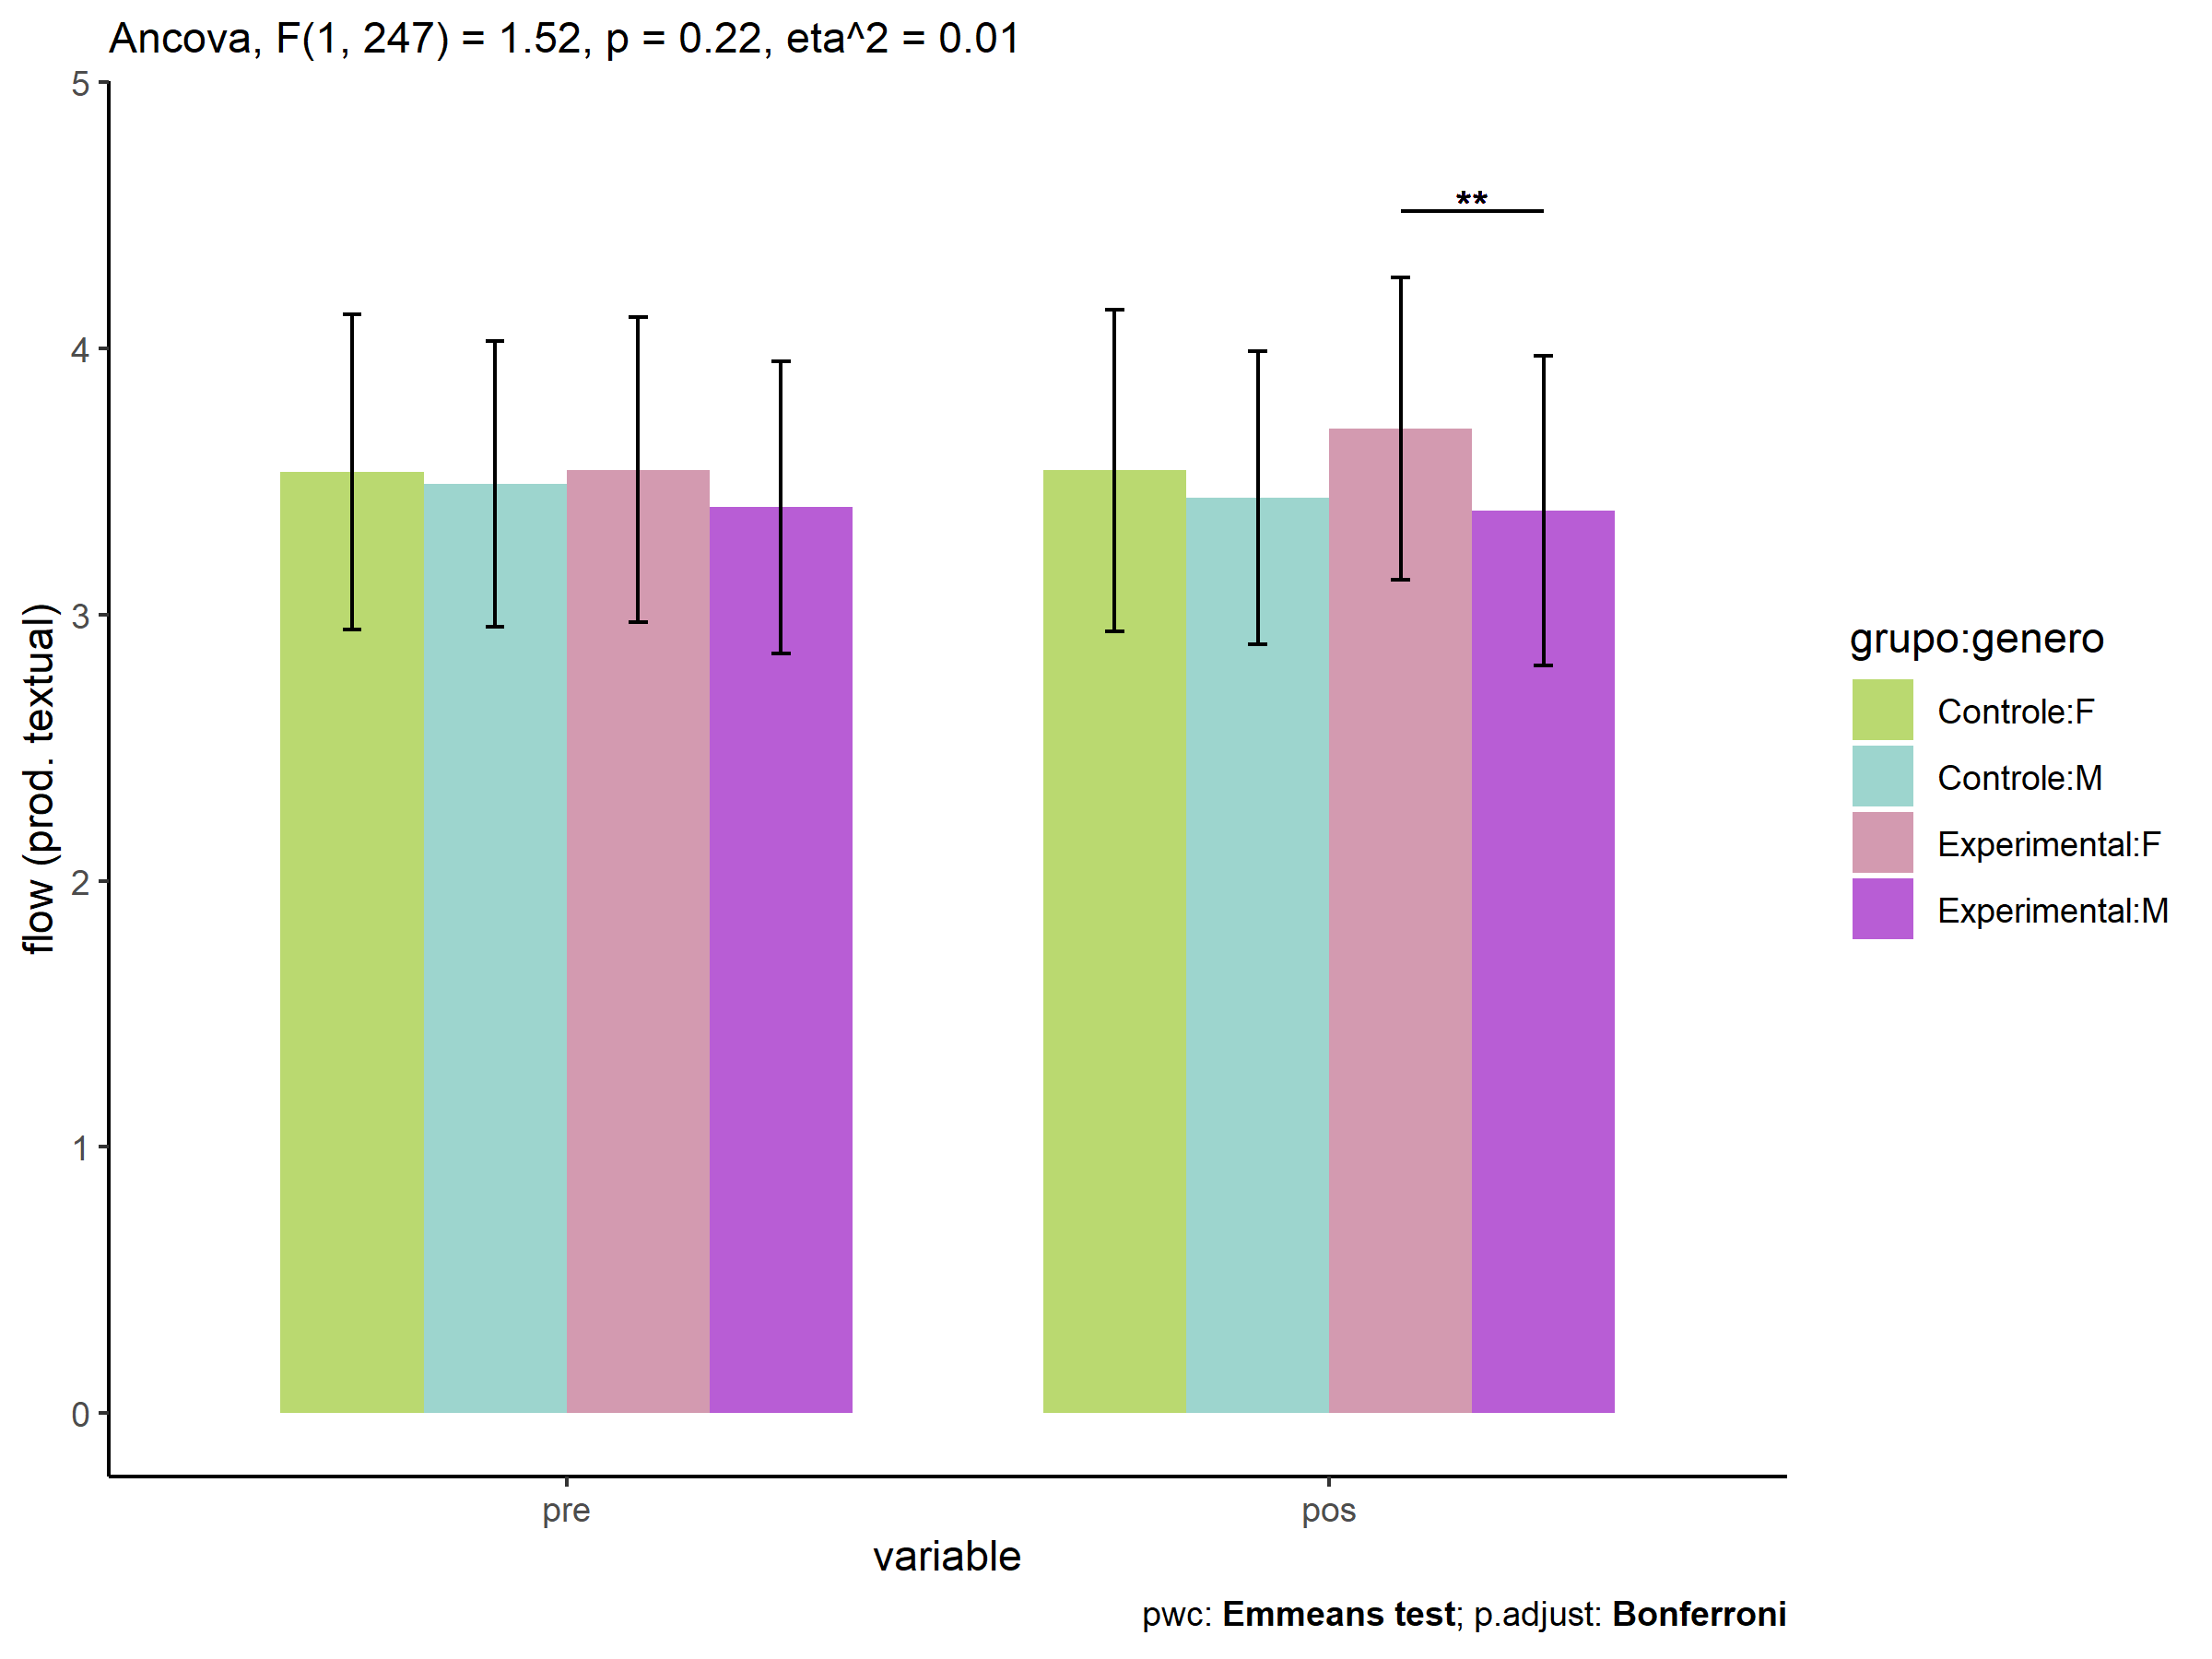 Ancova, F(1, 247) = 1.52, p = 0.22, eta^2 = 0.01
5
4
3
2
1
0
flow (prod. textual)
**
pre
pos
variable
grupo:genero
Controle:F
Controle:M
Experimental:F
Experimental:M
pwc: Emmeans test; p.adjust: Bonferroni